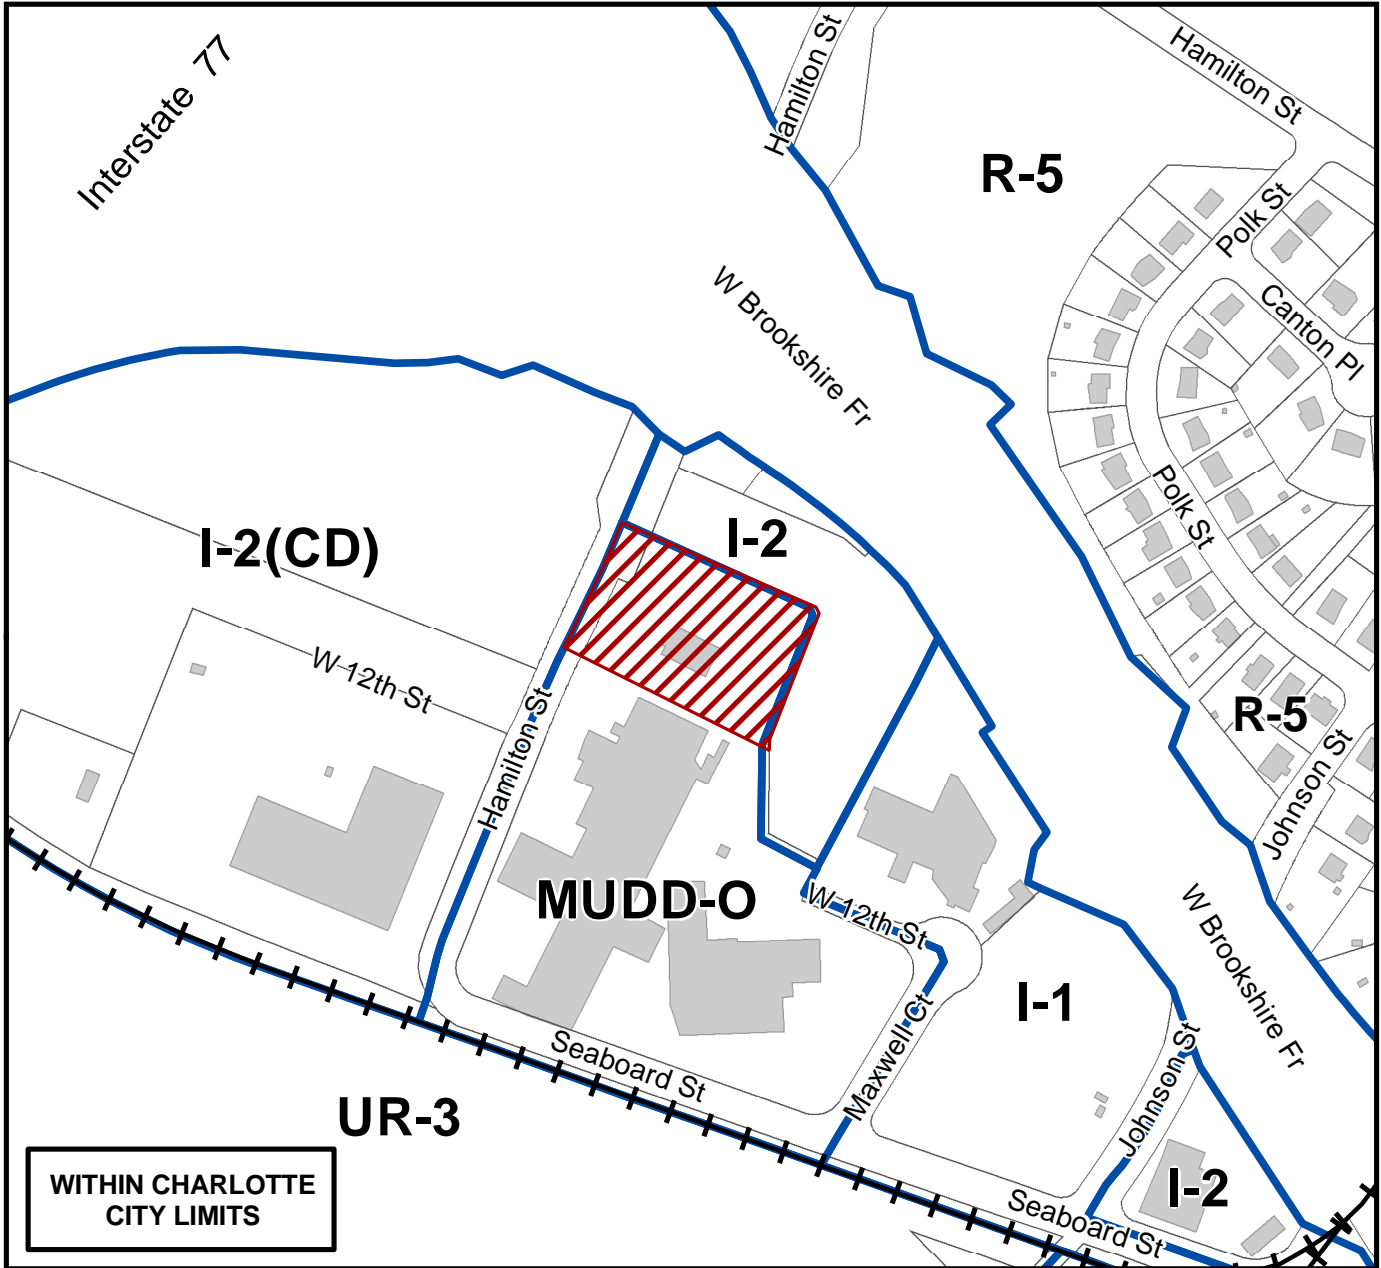 Hamilton St
Hamilton St
Interstate 77
R-5
Polk St
W Brookshire Fr
Canton Pl
Polk St
I-2
I-2(CD)
W 12th St
R-5
Hamilton St
Johnson St
MUDD-O
W 12th St
W Brookshire Fr
I-1
Maxwell Ct
Seaboard St
Johnson St
UR-3
WITHIN CHARLOTTE
CITY LIMITS
I-2
Seaboard St